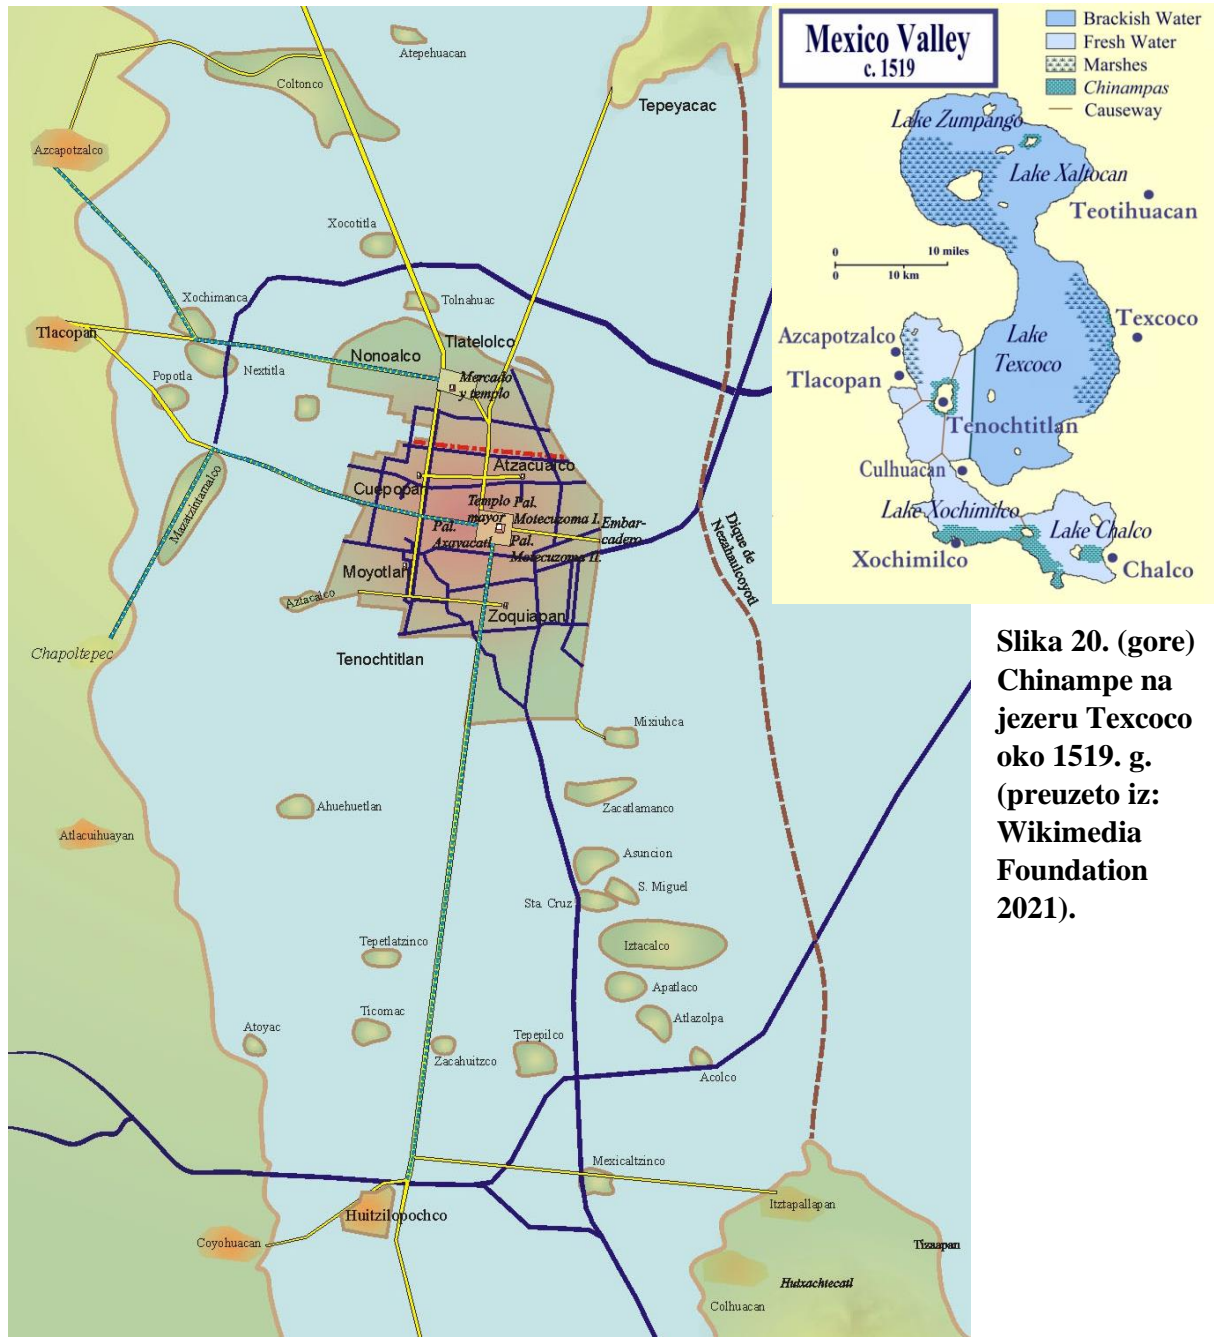 Atepehuacan
Coltonco
Tepeyacac
Azcapotzalco
Xocotitla
Xochimanca
Tolnahuac
Tlacopan
Tlatelolco
Nonoalco
Nextitla
Mercado
y templo
Popotla
Atzacualco
Cuepopan
Mazatzintamalco
Templo
mayor
Pal.
Motecuzoma I.
Embar-
cadero
Pal.
Axayacatl
Pal.
Motecuzoma II.
Dique de
Nezahualcoyotl
Moyotlan
Aztacalco
Zoquiapan
Chapoltepec
Tenochtitlan
Mixiuhca
Zacatlamanco
Ahuehuetlan
Atlacuihuayan
Asuncion
S. Miguel
Sta. Cruz
Tepetlatzinco
Iztacalco
Apatlaco
Ticomac
Atlazolpa
Atoyac
Tepepilco
Zacahuitzco
Acolco
Mexicaltzinco
Itztapallapan
Huitzilopochco
Coyohuacan
Tizaapan
Huixachtecatl
Colhuacan
Mexico Valley
c. 1519
Brackish Water
Fresh Water
Marshes
Chinampas
Causeway
Lake Zumpango
Lake Xaltocan
Teotihuacan
0
10 miles
0
10 km
Azcapotzalco
Lake
Texcoco
Texcoco
Tlacopan
Tenochtitlan
Culhuacan
Lake Xochimilco
Lake Chalco
Xochimilco
Chalco
Slika 20. (gore)
Chinampe na
jezeru Texcoco
oko 1519. g.
(preuzeto iz:
Wikimedia
Foundation
2021).